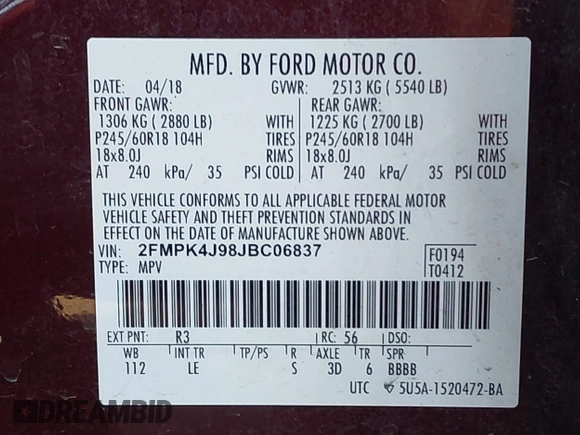 MFD. BY FORD MOTOR CO.
DATE: 04/18 GVWR: 2513 KG ( 5540 LB)
FRONT GAWR: REAR GAWR:
1306 KG ( 2880 LB) WITH 1225 KG ( 2700 LB) WITH
P245/60R18 104H TIRES P245/60R18 104H TIRES
18x8.0J RIMS 18x8.0J RIMS
AT 240 kPa/ 35 PSI COLD AT 240 kPa/ 35 PSI COLD
THIS VEHICLE CONFORMS TO ALL APPLICABLE FEDERAL MOTOR
VEHICLE SAFETY AND THEFT PREVENTION STANDARDS IN
EFFECT ON THE DATE OF MANUFACTURE SHOWN ABOVE.
VIN: 2FMPK4J98JBC06837 F0194
TYPE: MPV T0412
EXT PNT: R3 RC: 56 DSO:
WB INT TR TP/PS R AXLE TR SPR
112 LE S 3D 6 BBBB
UTC 5U5A-1520472-BA
DREAMBID